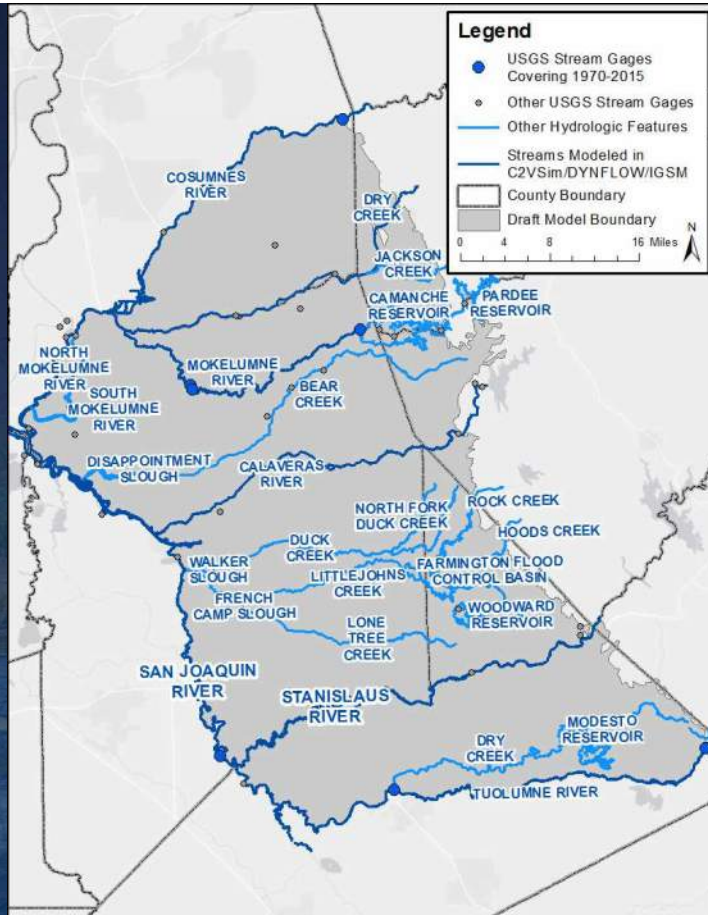 Legend
USGS Stream Gages
Covering 1970-2015
Other USGS Stream Gages
Other Hydrologic Features
Streams Modeled in
C2VSim/DYNFLOW/IGSM
County Boundary
Draft Model Boundary
N
0 4 8 16 Miles
COSUMNES
RIVER
DRY
CREEK
JACKSON
CREEK
CAMANCHE
RESERVOIR
PARDEE
RESERVOIR
NORTH
MOKELUMNE
RIVER
MOKELUMNE
RIVER
SOUTH
MOKELUMNE
RIVER
BEAR
CREEK
DISAPPOINTMENT
SLOUGH
CALAVERAS
RIVER
NORTH FORK
DUCK CREEK
ROCK CREEK
HOODS CREEK
DUCK
CREEK
WALKER
SLOUGH
LITTLEJOHNS
CREEK
FARMINGTON FLOOD
CONTROL BASIN
FRENCH
CAMP SLOUGH
WOODWARD
RESERVOIR
LONE
TREE
CREEK
SAN JOAQUIN
RIVER
STANISLAUS
RIVER
MODESTO
RESERVOIR
DRY
CREEK
TUOLUMNE RIVER